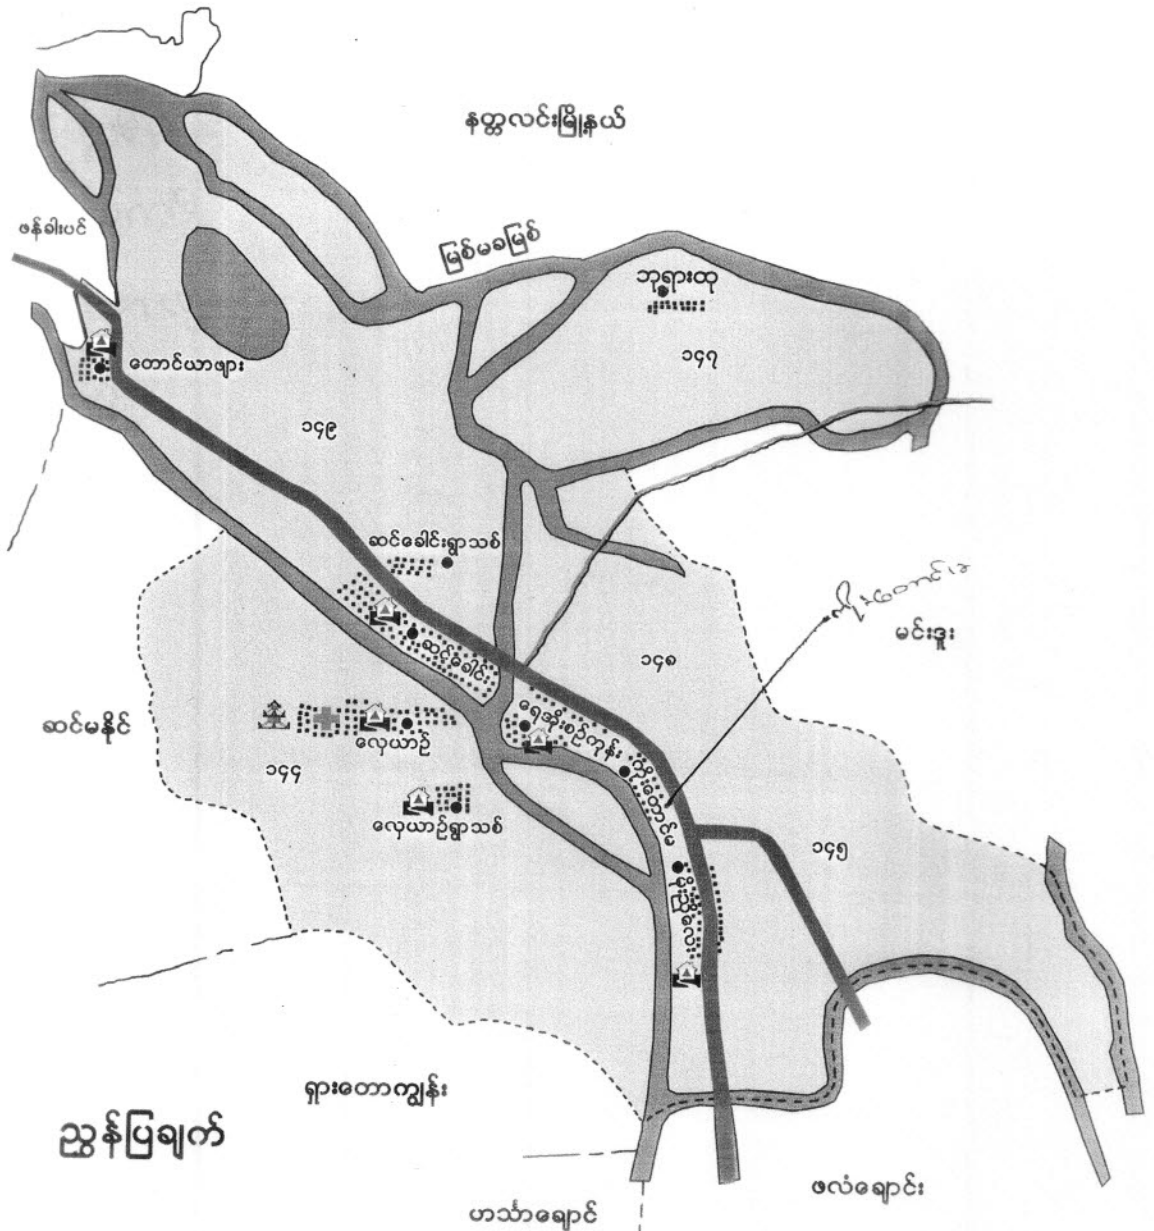 နတ္တလင်းမြို့နယ်
ဖန်ခါးပင်
မြစ်မခမြစ်
ဘုရားထု
၁၄၇
တောင်ယာဖျား
၁၄၉
ဆင်ခေါင်းရွာသစ်
မင်းဒူး
ဆင်ခေါင်း
၁၄၈
ရေအိုးစဉ်ကုန်း
ဆင်မနိုင်
လှေယာဉ်
၁၄၄
လှေယာဉ်ရွာသစ်
၁၄၅
ရှားတောကျွန်း
ညွှန်ပြချက်
ဖလံချောင်း
ဟင်္သာချောင်